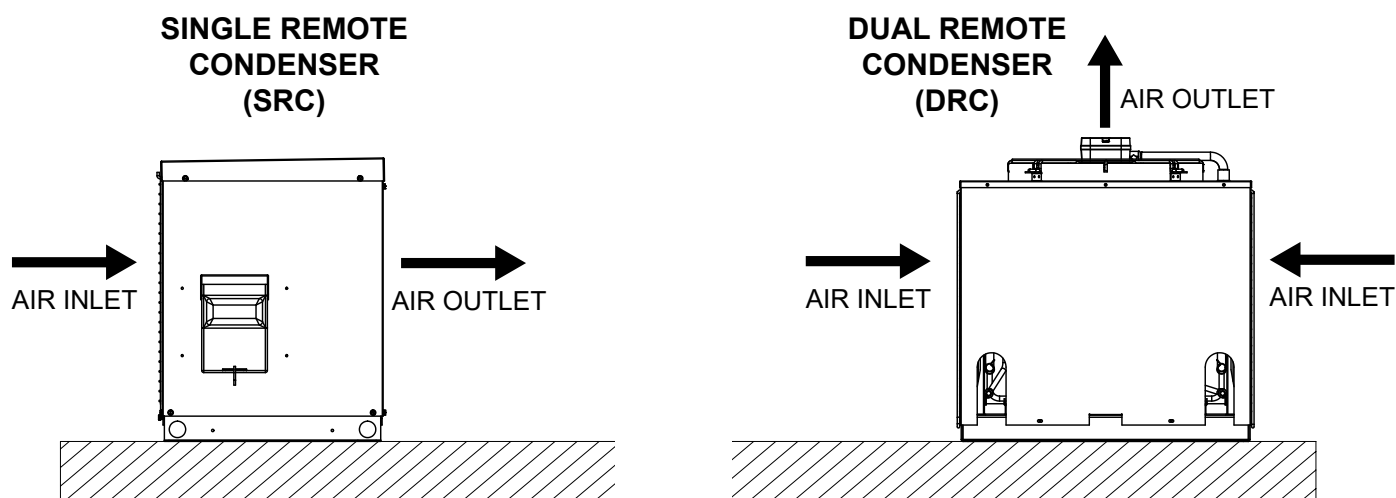 SINGLE REMOTE
CONDENSER
(SRC)
AIR INLET
AIR OUTLET
DUAL REMOTE
CONDENSER
(DRC)
AIR OUTLET
AIR INLET
AIR INLET